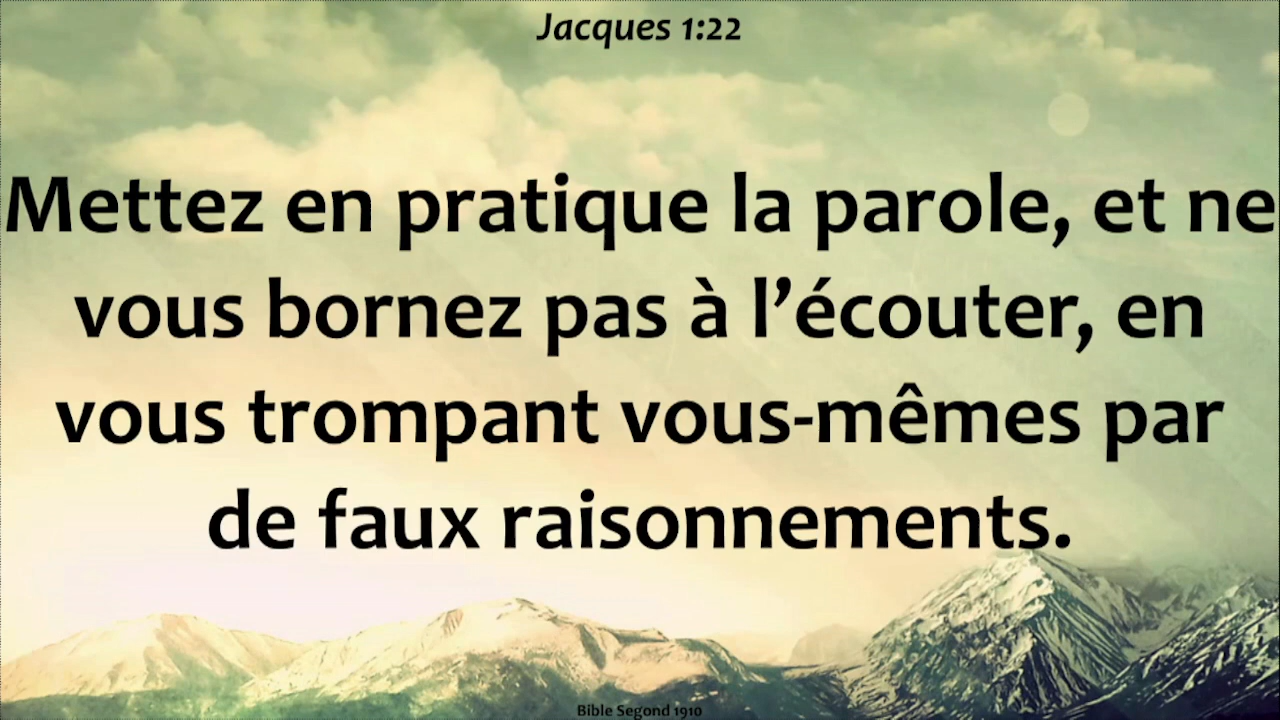 Jacques 1:22
Mettez en pratique la parole, et ne
vous bornez pas à l’écouter, en
vous trompant vous-mêmes par
de faux raisonnements.
Bible Segond 1910